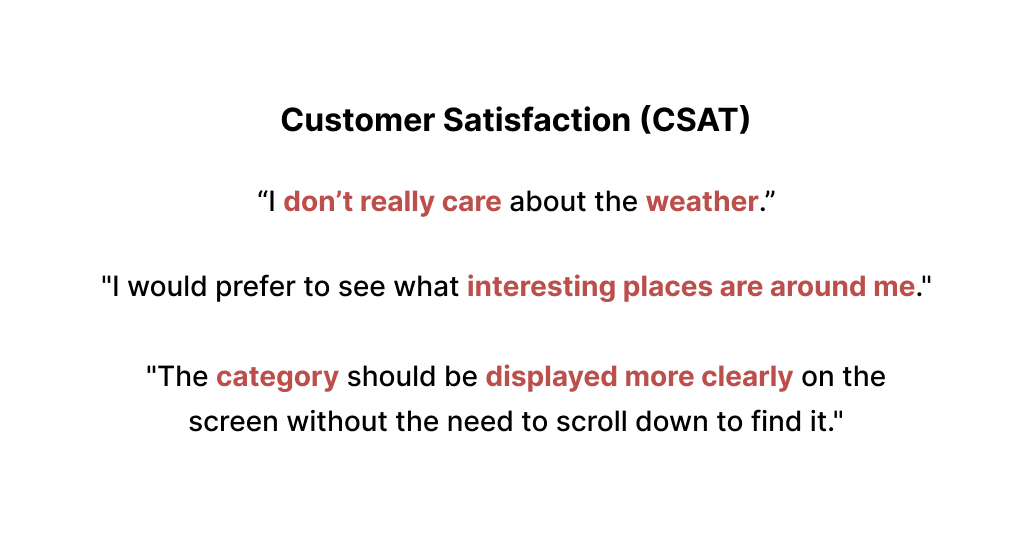 Customer Satisfaction (CSAT)
“I don’t really care about the weather.”
"I would prefer to see what interesting places are around me."
"The category should be displayed more clearly on the
screen without the need to scroll down to find it."